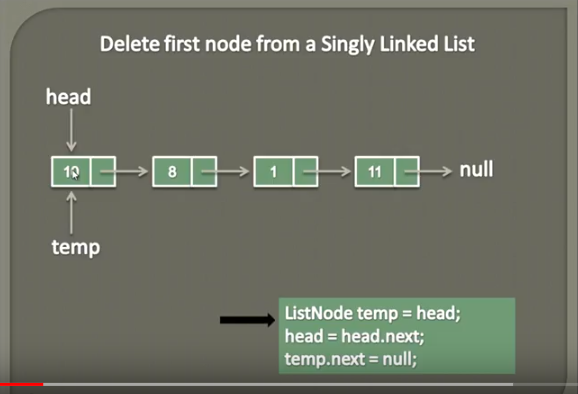 Delete first node from a Singly Linked List
head
10 8 1 11 null
temp
ListNode temp = head;
head = head.next;
temp.next = null;